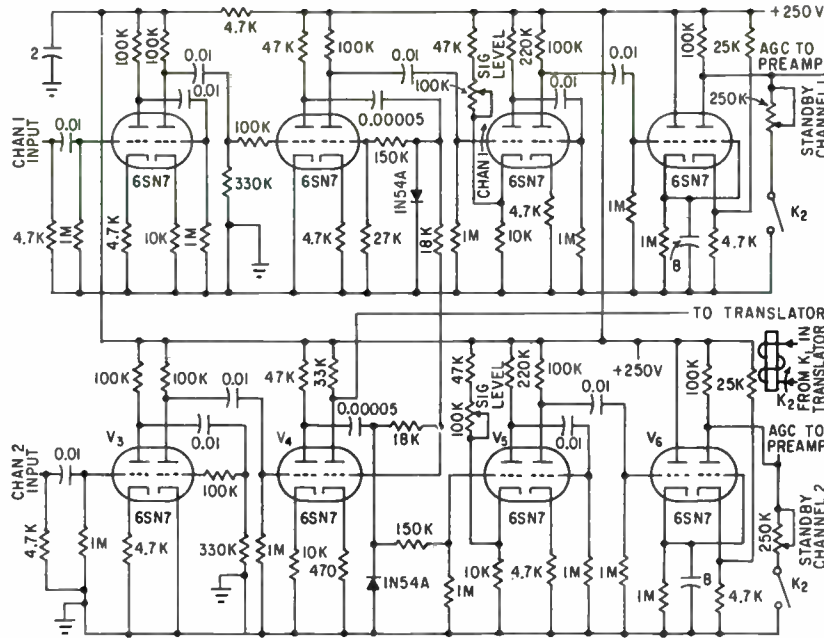 4.7K
+250V
2
100K
100K
0.01
0.01
47K
100K
0.01
0.00005
47K
SIG LEVEL
100K
220K
100K
0.01
0.01
100K
25K
AGC TO
PREAMP
250K
STANDBY
CHANNEL 1
CHAN 1
INPUT
0.01
6SN7
100K
330K
6SN7
150K
1N54A
CHAN 1
6SN7
6SN7
K2
4.7K
1M
4.7K
10K
1M
4.7K
27K
18K
1M
10K
4.7K
1M
1M
1M
8
4.7K
TO TRANSLATOR
FROM K1 IN
TRANSLATOR
K2
100K
100K
0.01
0.01
47K
33K
0.00005
18K
47K
100K
SIG
LEVEL
220K
100K
0.01
0.01
+250V
100K
25K
AGC TO
PREAMP
CHAN 2
INPUT
0.01
V3
6SN7
100K
V4
6SN7
V5
6SN7
V6
6SN7
250K
STANDBY
CHANNEL 2
K2
4.7K
1M
4.7K
330K
1M
10K
470
150K
1N54A
1M
10K
4.7K
1M
1M
1M
8
4.7K